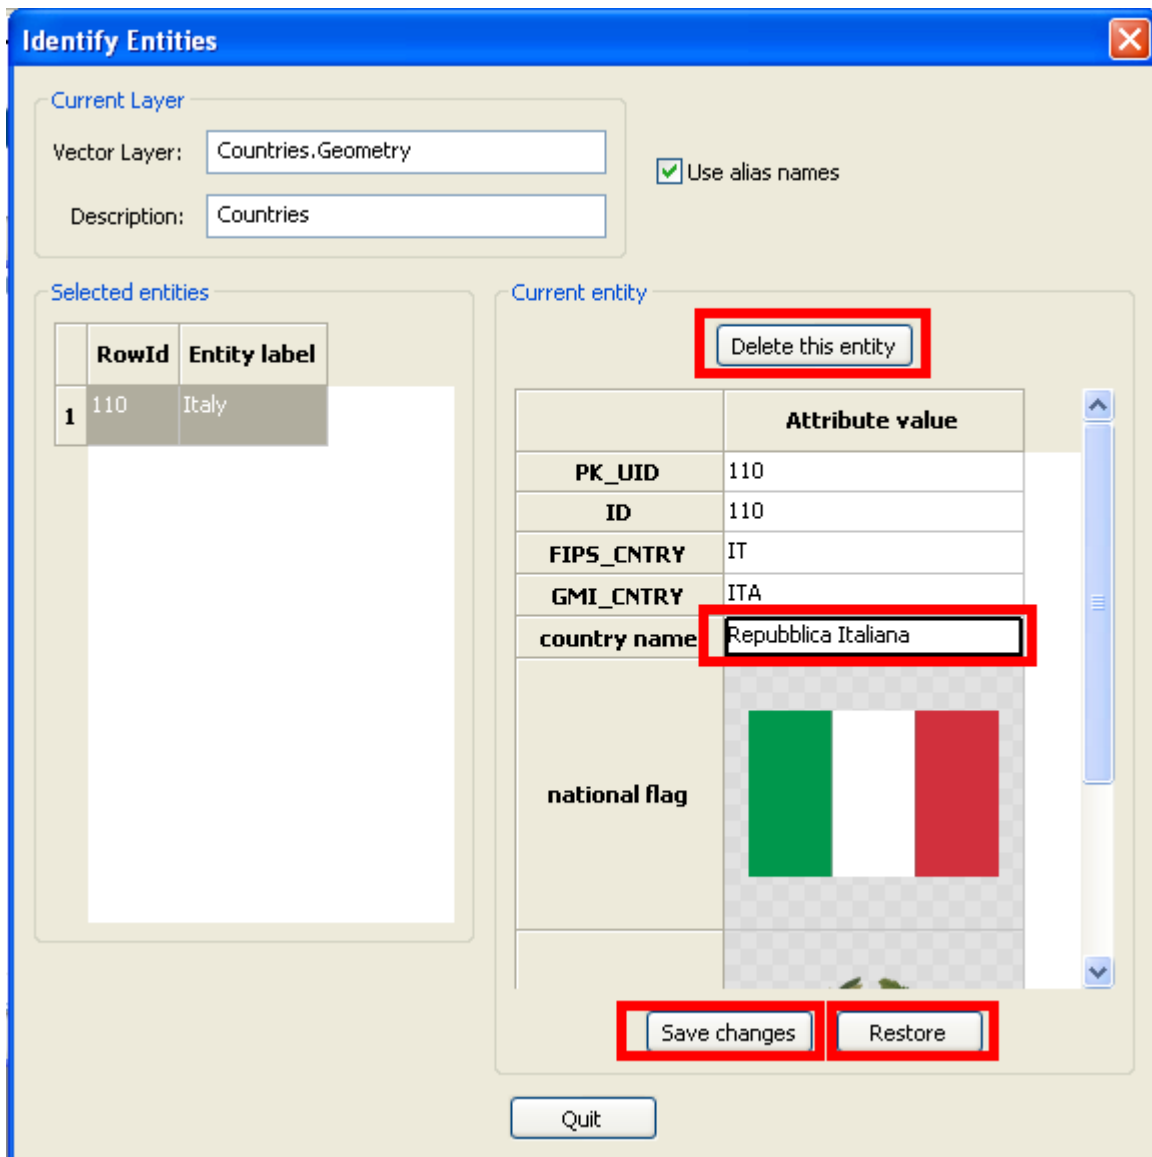 Identify Entities
Current Layer
Vector Layer: Countries.Geometry
Use alias names
Description: Countries
Selected entities
RowId Entity label
1 110 Italy
Current entity
Delete this entity
Attribute value
PK_UID 110
ID 110
FIPS_CNTRY IT
GMI_CNTRY ITA
country name Repubblica Italiana
national flag
Save changes Restore
Quit